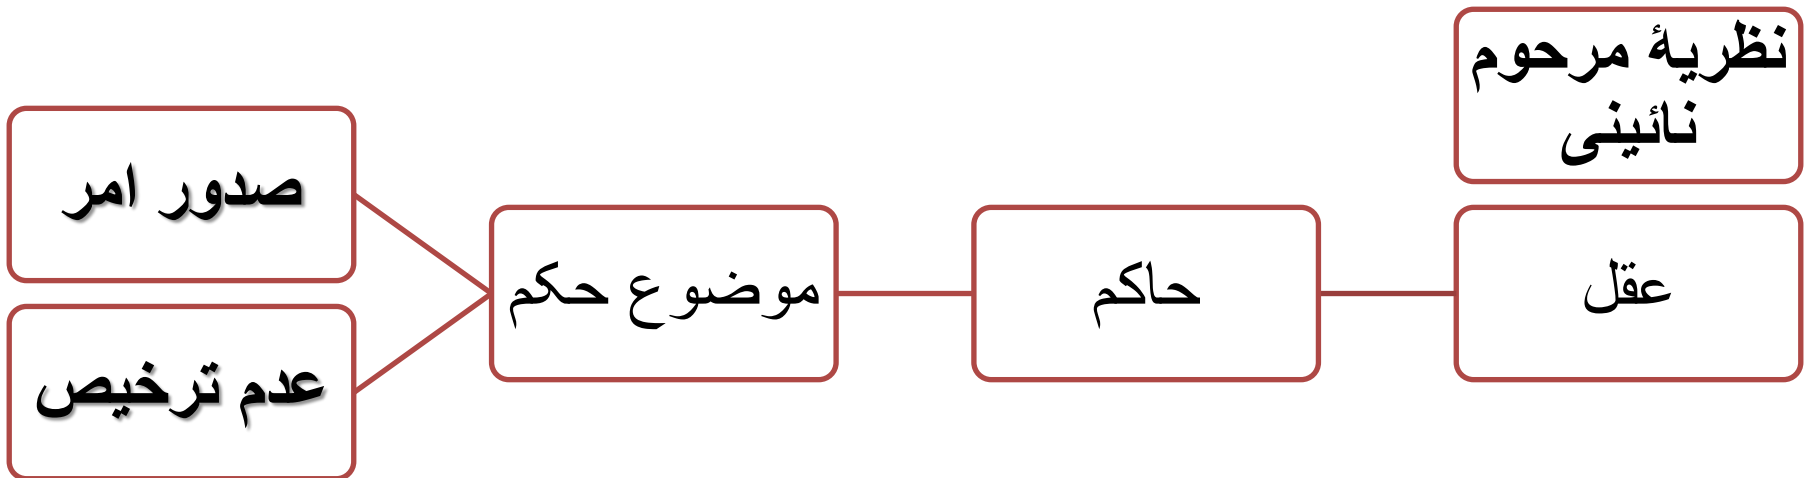 نظریهٔ مرحوم
نائینی
عقل
حاکم
موضوع حکم
صدور امر
عدم ترخیص